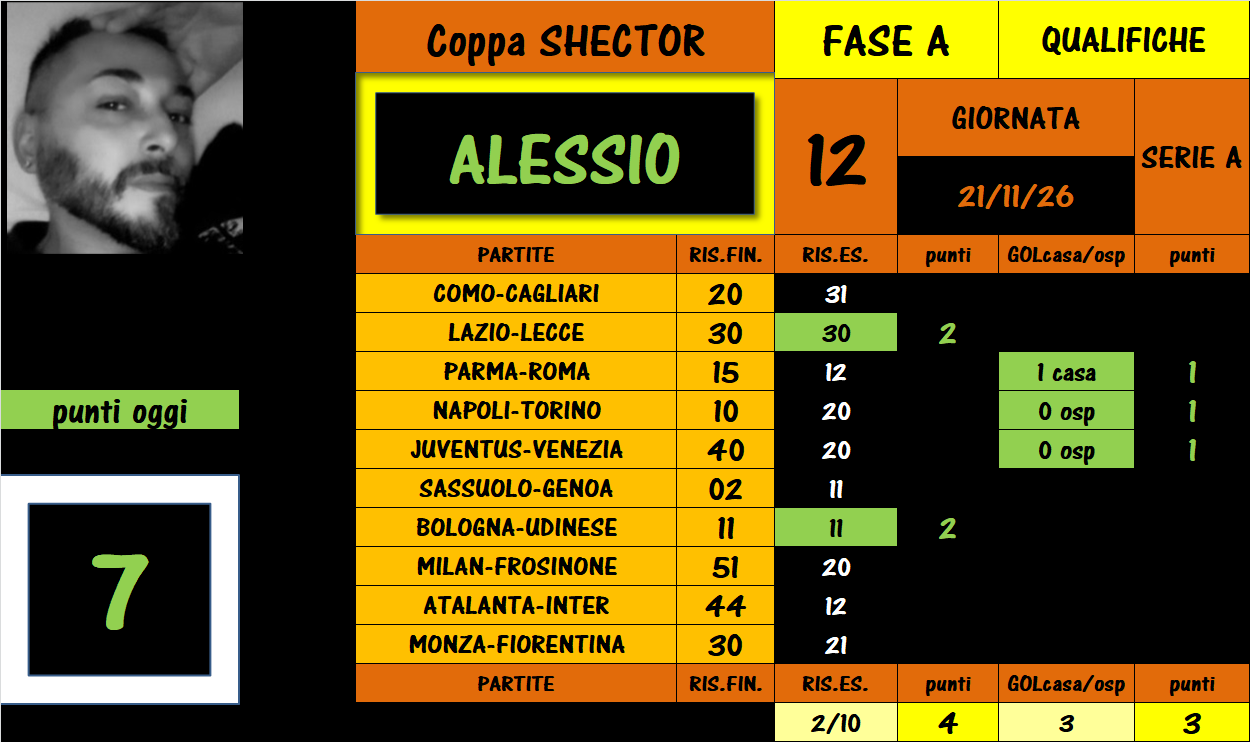 Coppa SHECTOR FASE A QUALIFICHE
ALESSIO 12 GIORNATA SERIE A
21/11/26
PARTITE RIS.FIN. RIS.ES. punti GOLcasa/osp punti
COMO-CAGLIARI 20 31
LAZIO-LECCE 30 30 2
PARMA-ROMA 15 12 1 casa 1
NAPOLI-TORINO 10 20 0 osp 1
JUVENTUS-VENEZIA 40 20 0 osp 1
SASSUOLO-GENOA 02 11
BOLOGNA-UDINESE 11 11 2
MILAN-FROSINONE 51 20
ATALANTA-INTER 44 12
MONZA-FIORENTINA 30 21
PARTITE RIS.FIN. RIS.ES. punti GOLcasa/osp punti
2/10 4 3 3
punti oggi
7